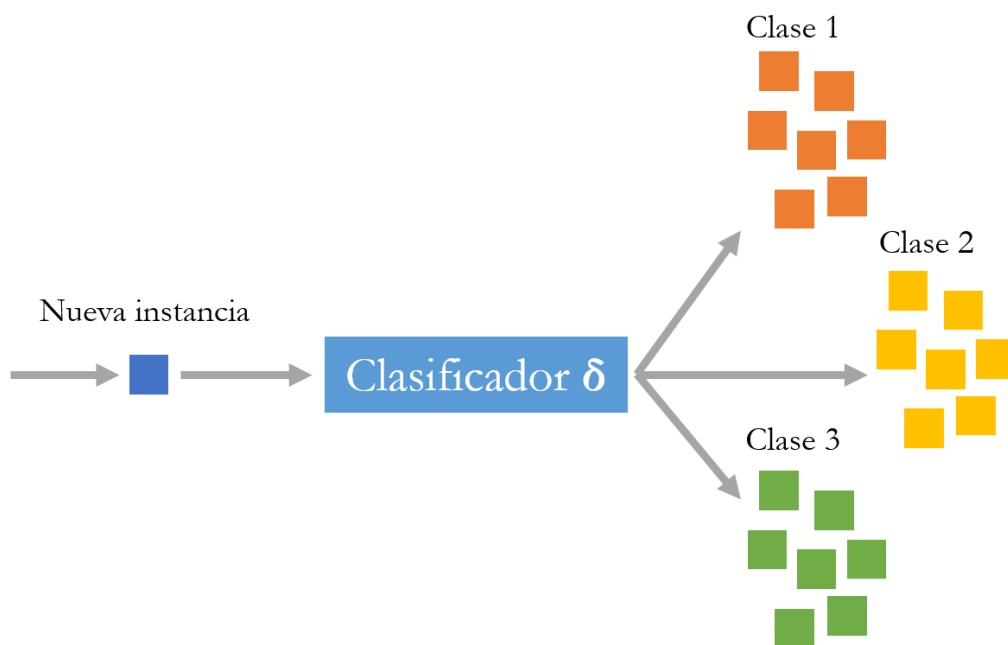 Clase 1
Clase 2
Nueva instancia
Clasificador δ
Clase 3